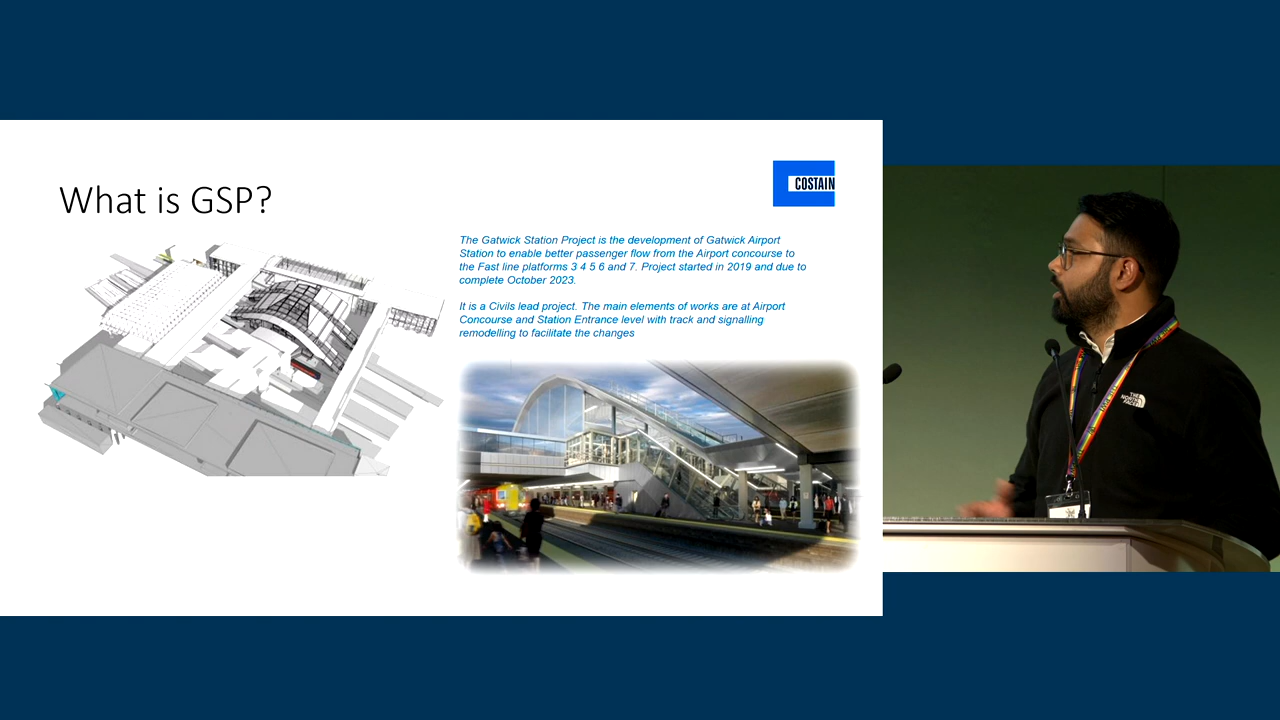 What is GSP?
COSTAIN
The Gatwick Station Project is the development of Gatwick Airport
Station to enable better passenger flow from the Airport concourse to
the Fast line platforms 3 4 5 6 and 7. Project started in 2019 and due to
complete October 2023.
It is a Civils lead project. The main elements of works are at Airport
Concourse and Station Entrance level with track and signalling
remodelling to facilitate the changes
THE
NORTH
FACE